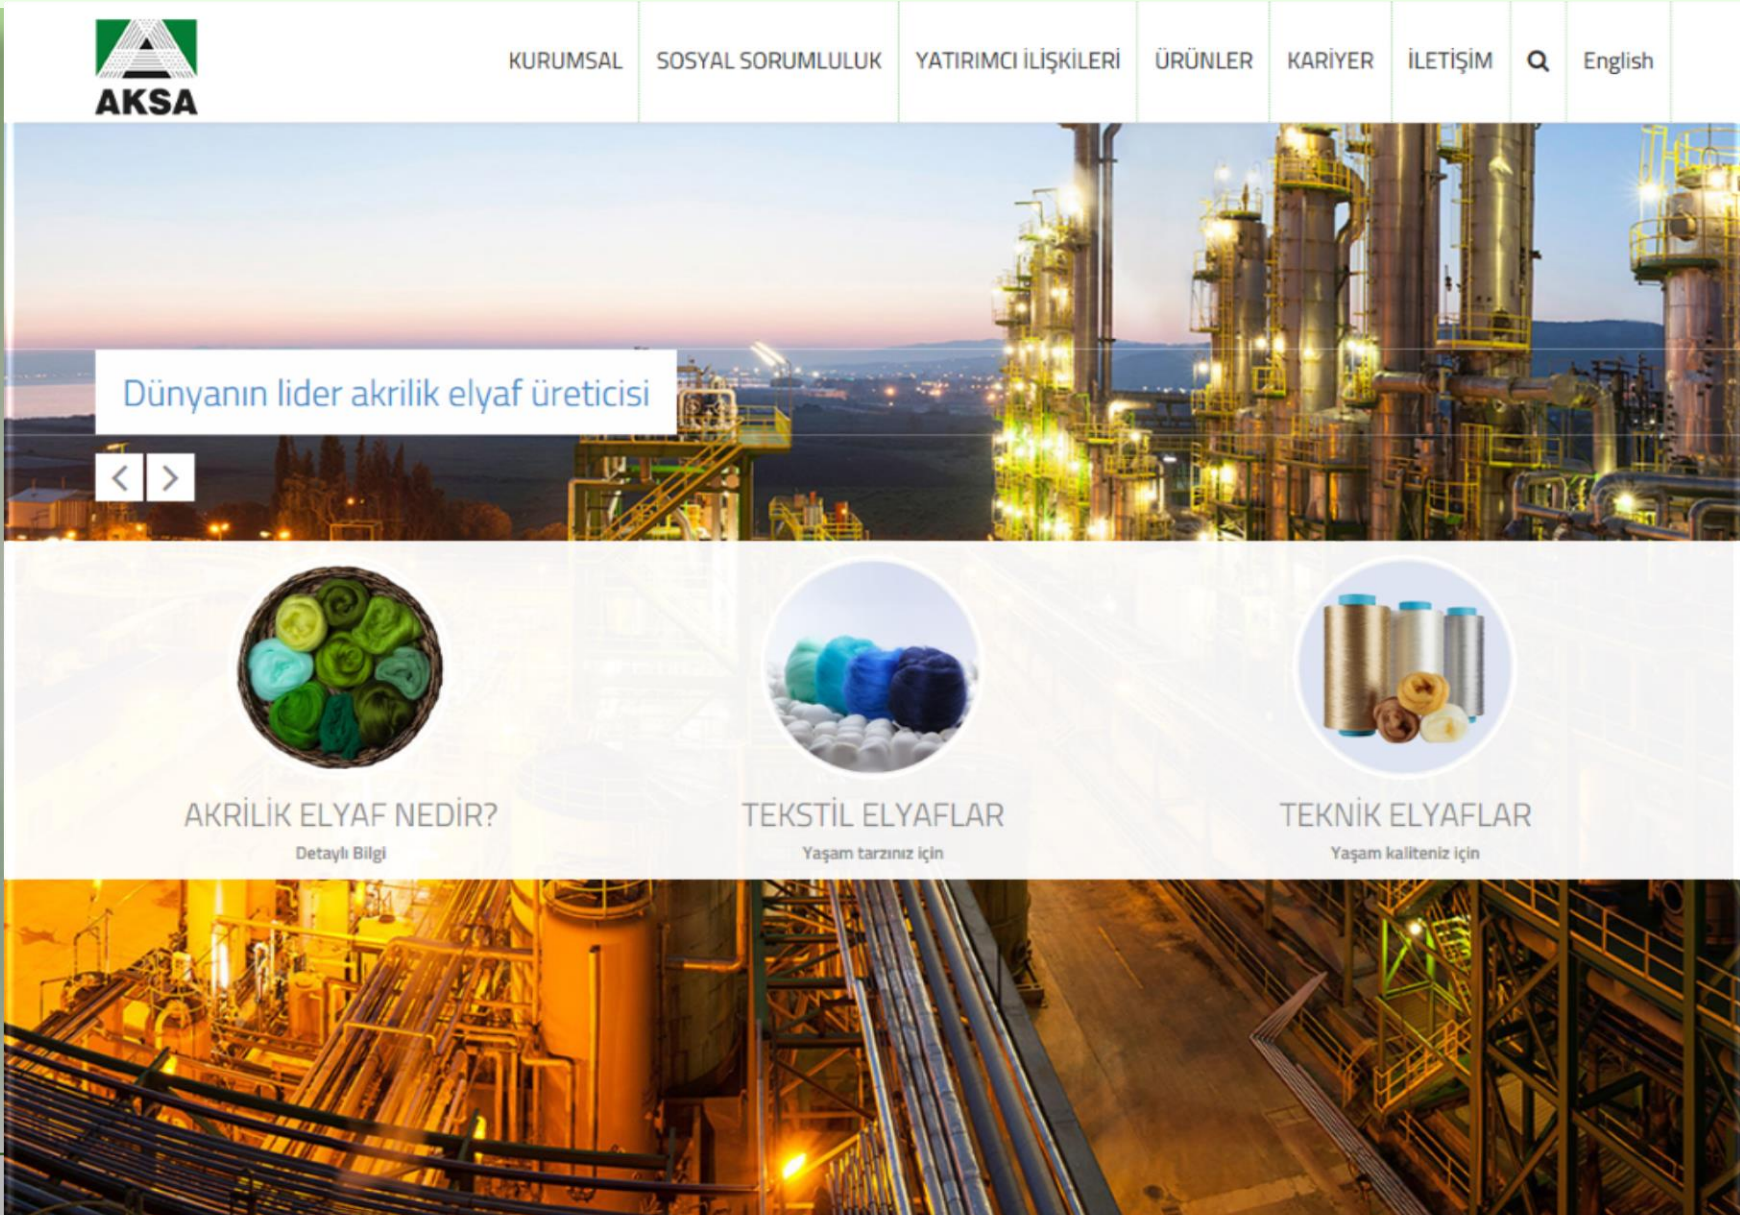 AKSA
KURUMSAL
SOSYAL SORUMLULUK
YATIRIMCI İLİŞKİLERİ
ÜRÜNLER
KARİYER
İLETİŞİM
English
Dünyanın lider akrilik elyaf üreticisi
AKRİLİK ELYAF NEDİR?
Detaylı Bilgi
TEKSTİL ELYAFLAR
Yaşam tarzınız için
TEKNİK ELYAFLAR
Yaşam kaliteniz için